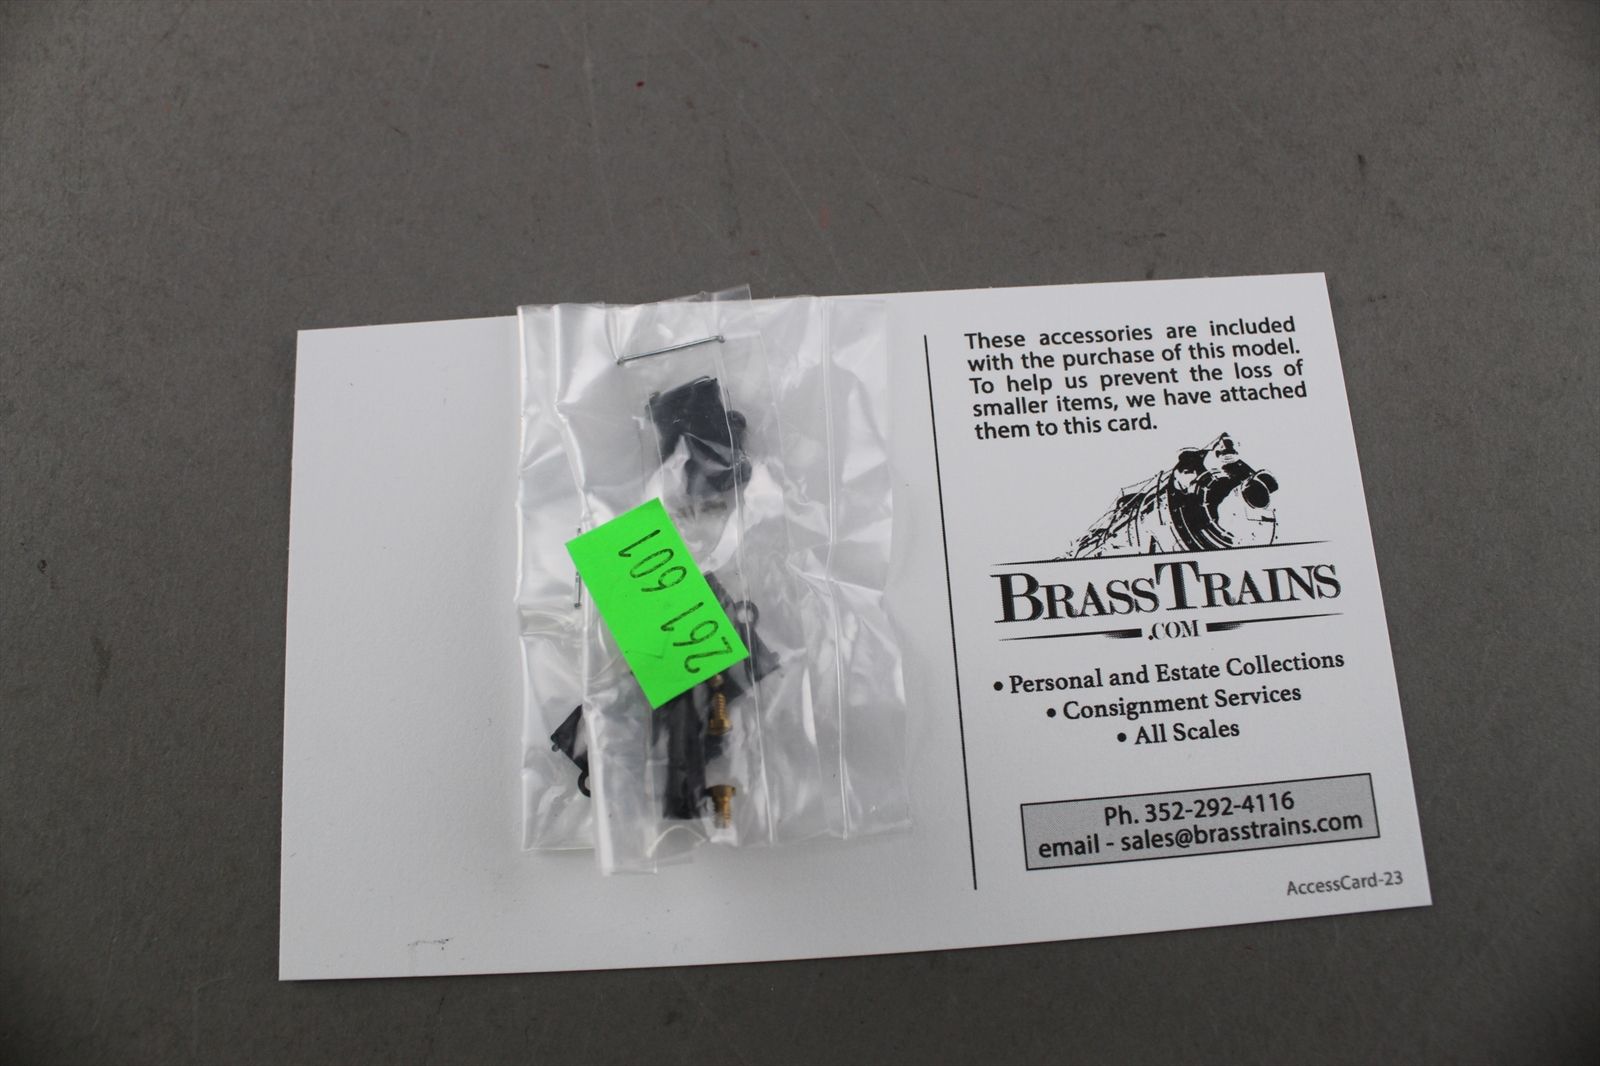 261 601
These accessories are included
with the purchase of this model.
To help us prevent the loss of
smaller items, we have attached
them to this card.
BRASSTRAINS
.COM
• Personal and Estate Collections
• Consignment Services
• All Scales
Ph. 352-292-4116
email - sales@brasstrains.com
AccessCard-23